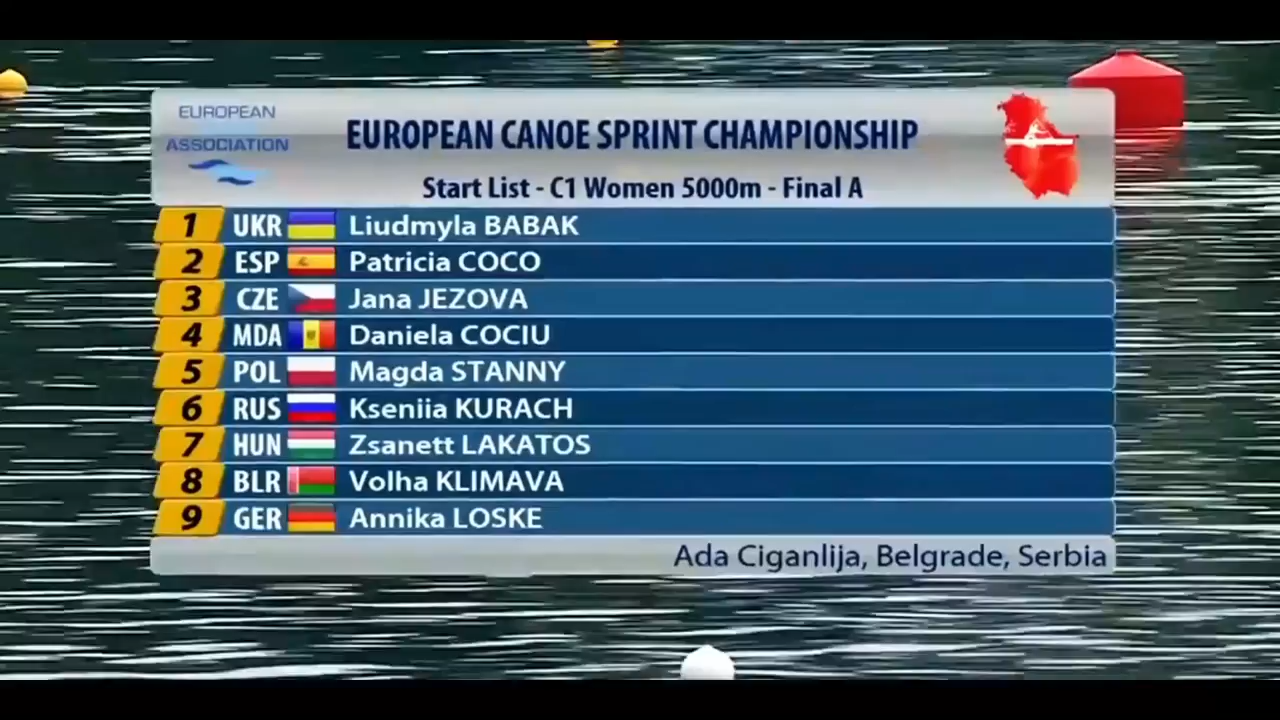 EUROPEAN
ASSOCIATION
EUROPEAN CANOE SPRINT CHAMPIONSHIP
Start List - C1 Women 5000m - Final A
1 UKR Liudmyla BABAK
2 ESP Patricia COCO
3 CZE Jana JEZOVA
4 MDA Daniela COCIU
5 POL Magda STANNY
6 RUS Kseniia KURACH
7 HUN Zsanett LAKATOS
8 BLR Volha KLIMAVA
9 GER Annika LOSKE
Ada Ciganlija, Belgrade, Serbia